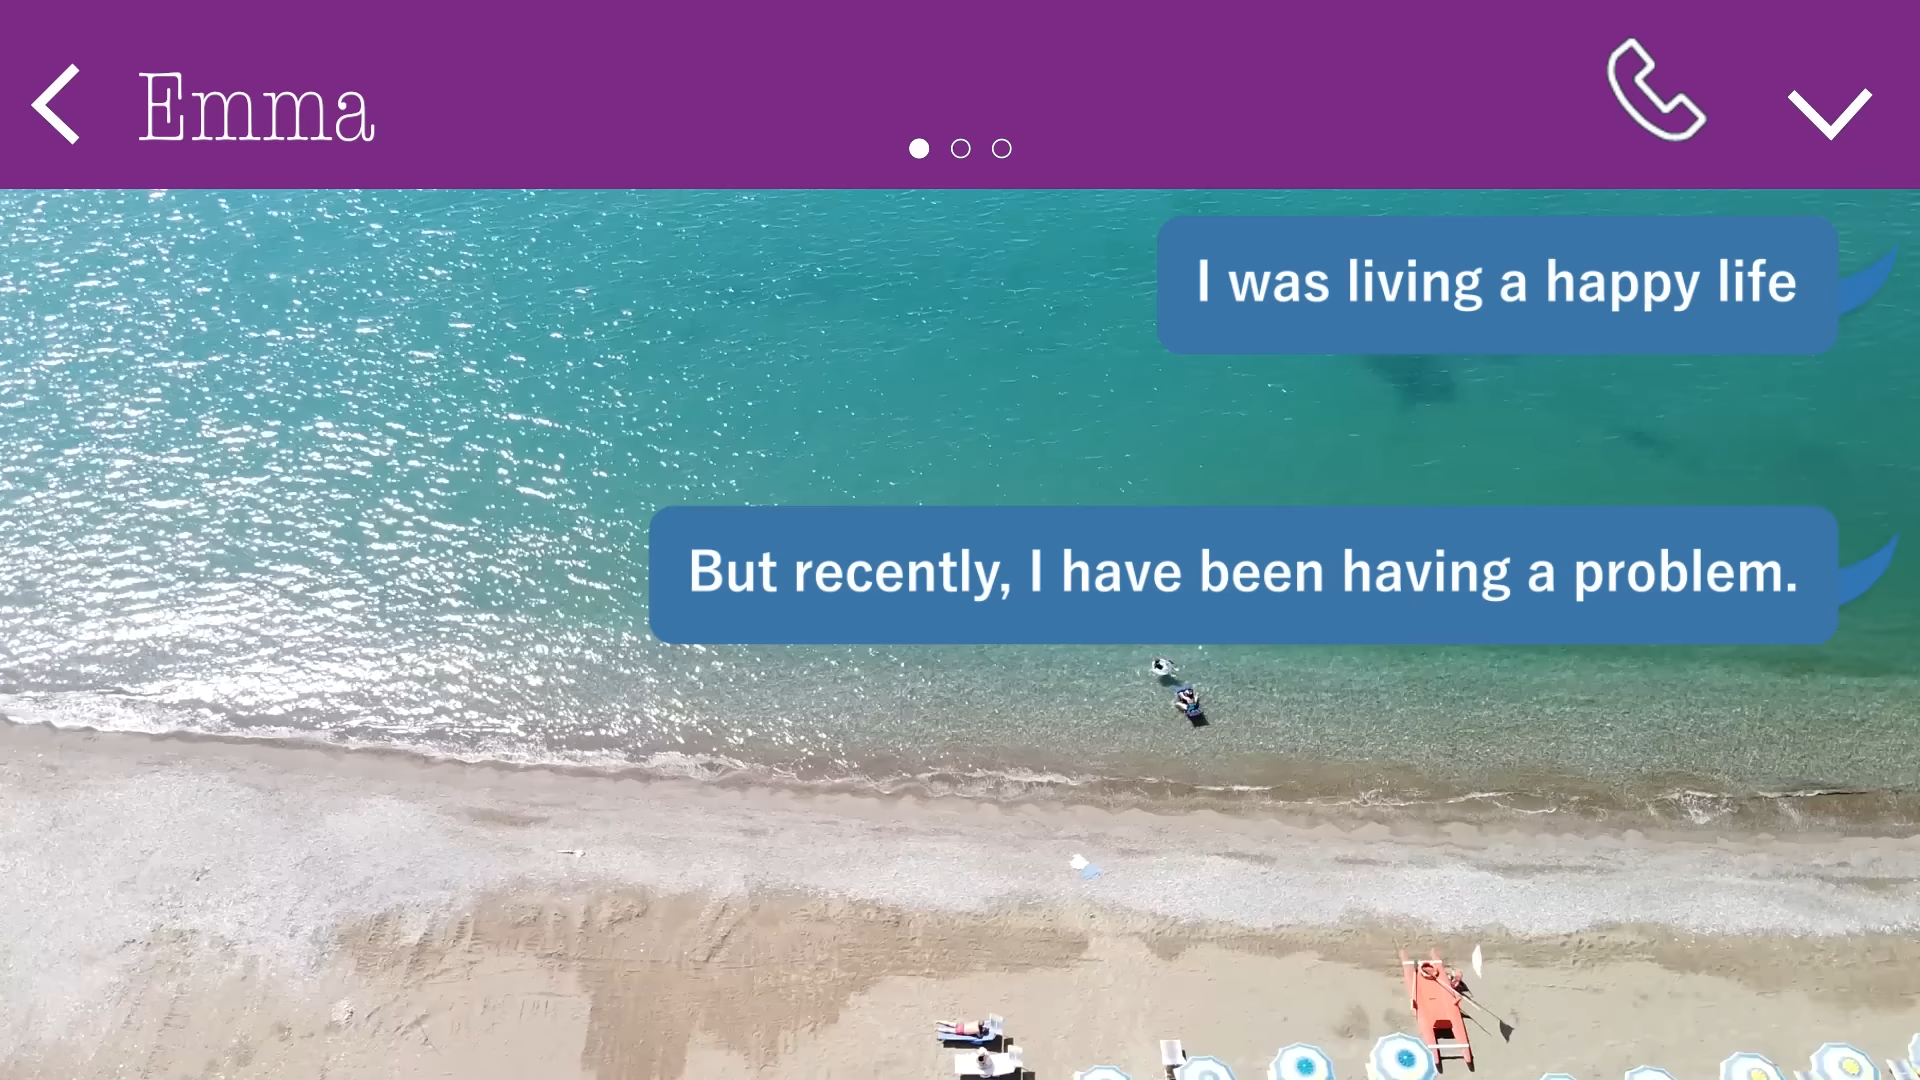 Emma
I was living a happy life
But recently, I have been having a problem.